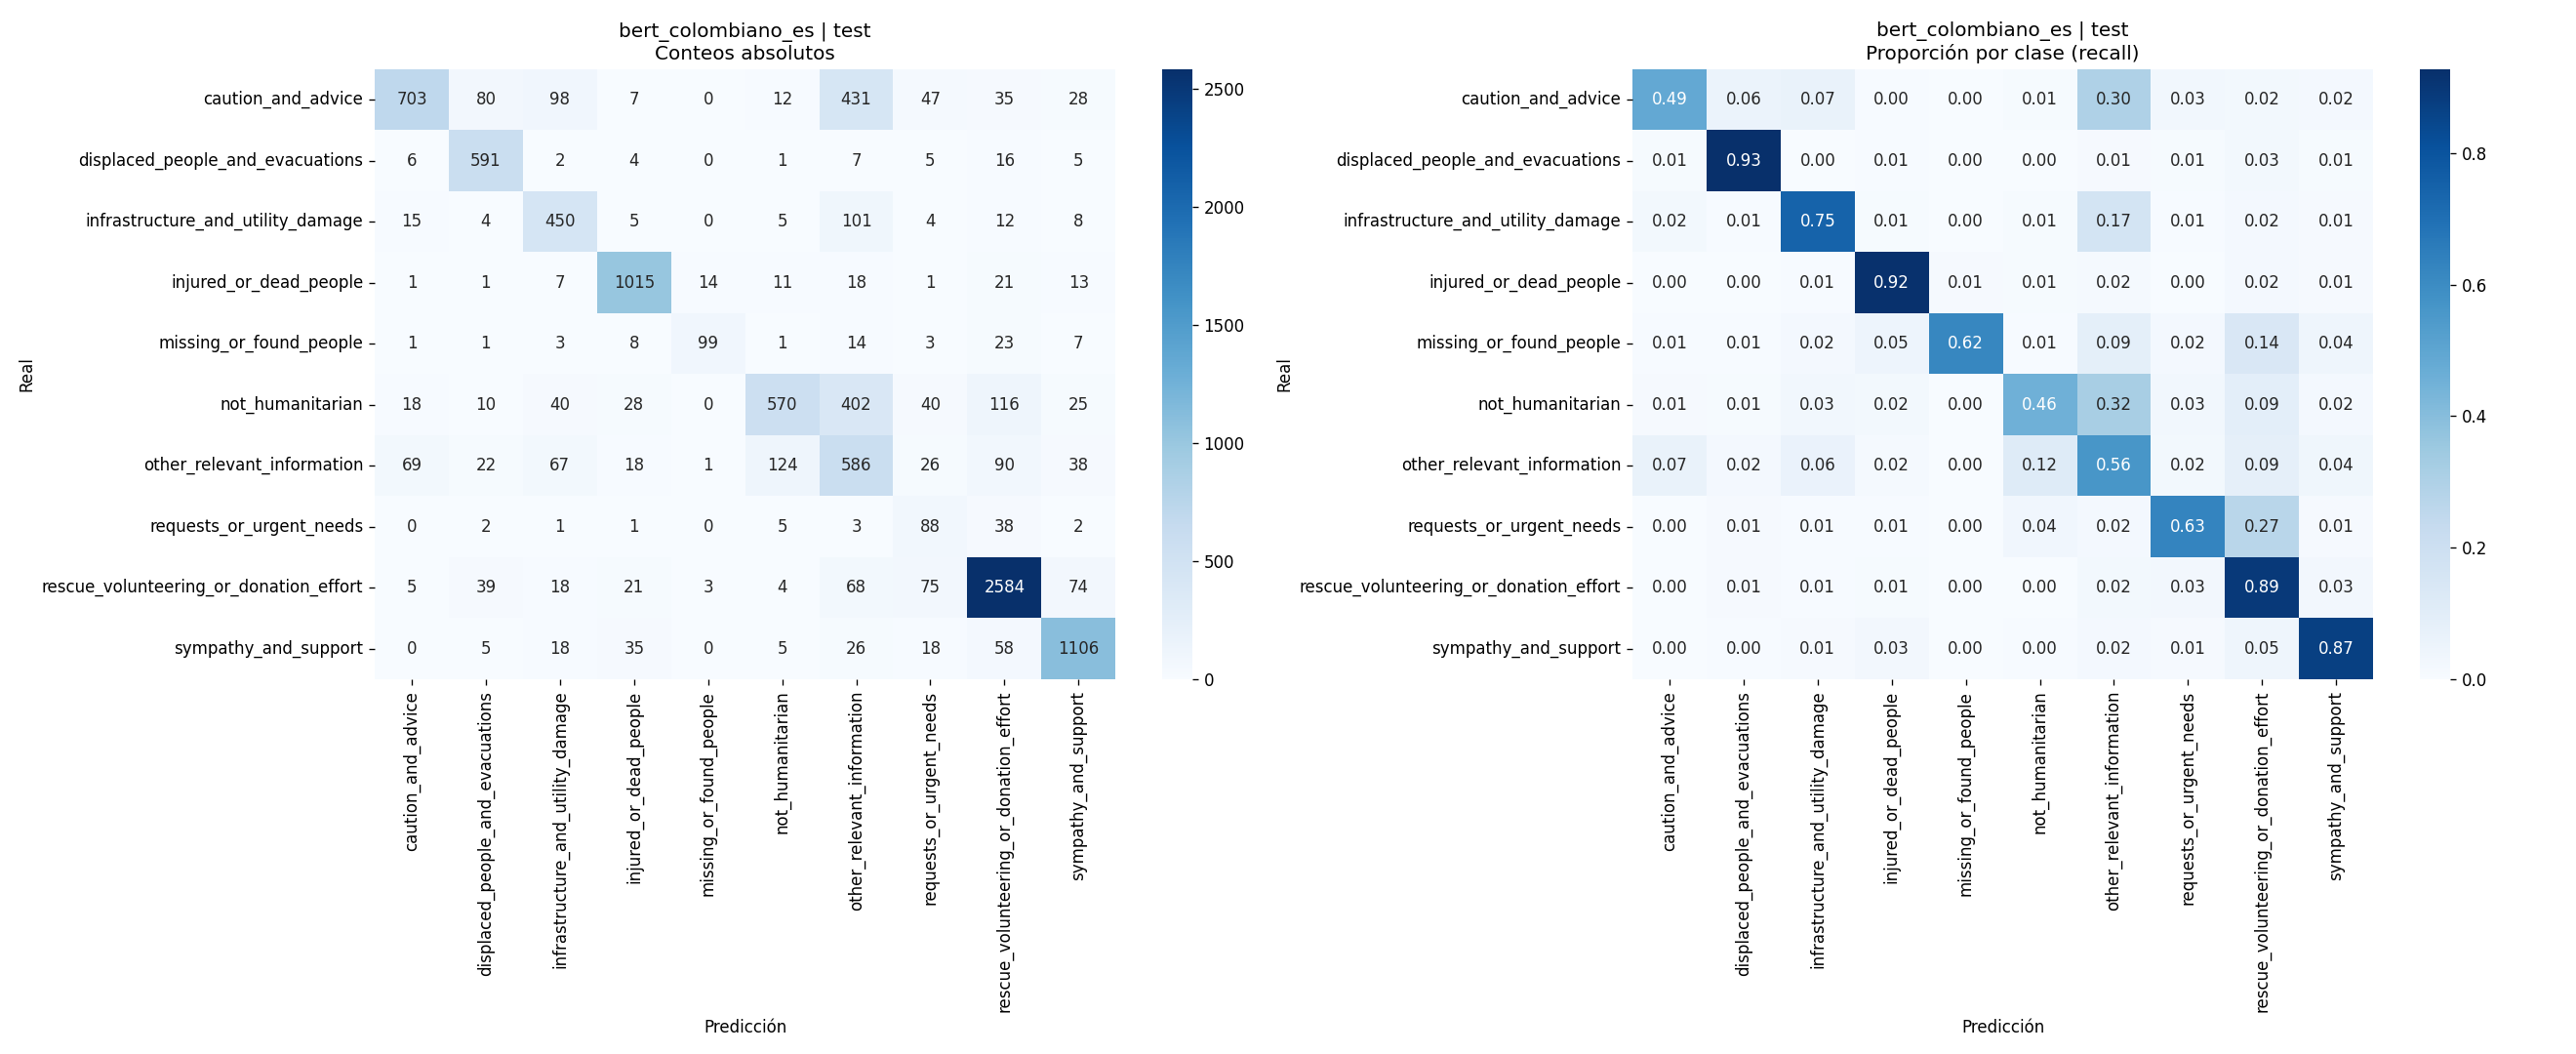 bert_colombiano_es | test
Conteos absolutos
Real
caution_and_advice 703 80 98 7 0 12 431 47 35 28
displaced_people_and_evacuations 6 591 2 4 0 1 7 5 16 5
infrastructure_and_utility_damage 15 4 450 5 0 5 101 4 12 8
injured_or_dead_people 1 1 7 1015 14 11 18 1 21 13
missing_or_found_people 1 1 3 8 99 1 14 3 23 7
not_humanitarian 18 10 40 28 0 570 402 40 116 25
other_relevant_information 69 22 67 18 1 124 586 26 90 38
requests_or_urgent_needs 0 2 1 1 0 5 3 88 38 2
rescue_volunteering_or_donation_effort 5 39 18 21 3 4 68 75 2584 74
sympathy_and_support 0 5 18 35 0 5 26 18 58 1106
caution_and_advice
displaced_people_and_evacuations
infrastructure_and_utility_damage
injured_or_dead_people
missing_or_found_people
not_humanitarian
other_relevant_information
requests_or_urgent_needs
rescue_volunteering_or_donation_effort
sympathy_and_support
Predicción
2500
2000
1500
1000
500
0
bert_colombiano_es | test
Proporción por clase (recall)
Real
caution_and_advice 0.49 0.06 0.07 0.00 0.00 0.01 0.30 0.03 0.02 0.02
displaced_people_and_evacuations 0.01 0.93 0.00 0.01 0.00 0.00 0.01 0.01 0.03 0.01
infrastructure_and_utility_damage 0.02 0.01 0.75 0.01 0.00 0.01 0.17 0.01 0.02 0.01
injured_or_dead_people 0.00 0.00 0.01 0.92 0.01 0.01 0.02 0.00 0.02 0.01
missing_or_found_people 0.01 0.01 0.02 0.05 0.62 0.01 0.09 0.02 0.14 0.04
not_humanitarian 0.01 0.01 0.03 0.02 0.00 0.46 0.32 0.03 0.09 0.02
other_relevant_information 0.07 0.02 0.06 0.02 0.00 0.12 0.56 0.02 0.09 0.04
requests_or_urgent_needs 0.00 0.01 0.01 0.01 0.00 0.04 0.02 0.63 0.27 0.01
rescue_volunteering_or_donation_effort 0.00 0.01 0.01 0.01 0.00 0.00 0.02 0.03 0.89 0.03
sympathy_and_support 0.00 0.00 0.01 0.03 0.00 0.00 0.02 0.01 0.05 0.87
caution_and_advice
displaced_people_and_evacuations
infrastructure_and_utility_damage
injured_or_dead_people
missing_or_found_people
not_humanitarian
other_relevant_information
requests_or_urgent_needs
rescue_volunteering_or_donation_effort
sympathy_and_support
Predicción
0.8
0.6
0.4
0.2
0.0